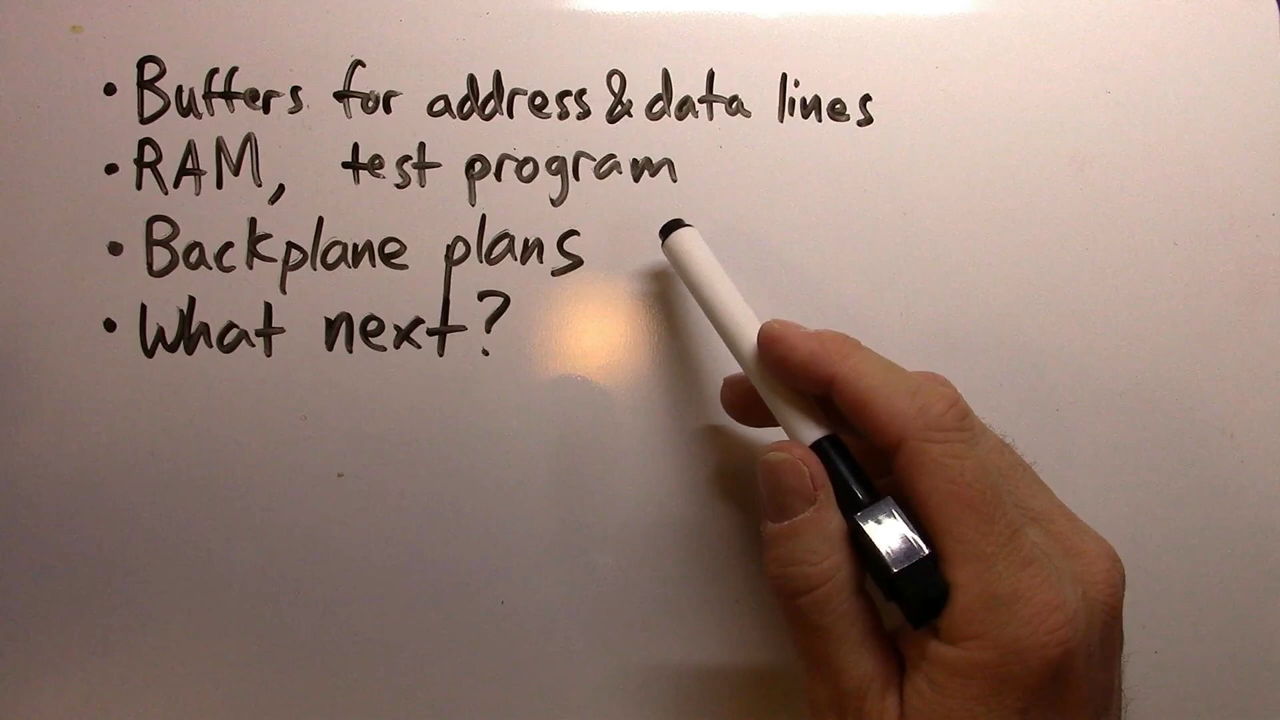 • Buffers for address & data lines
• RAM, test program
• Backplane plans
• What next?